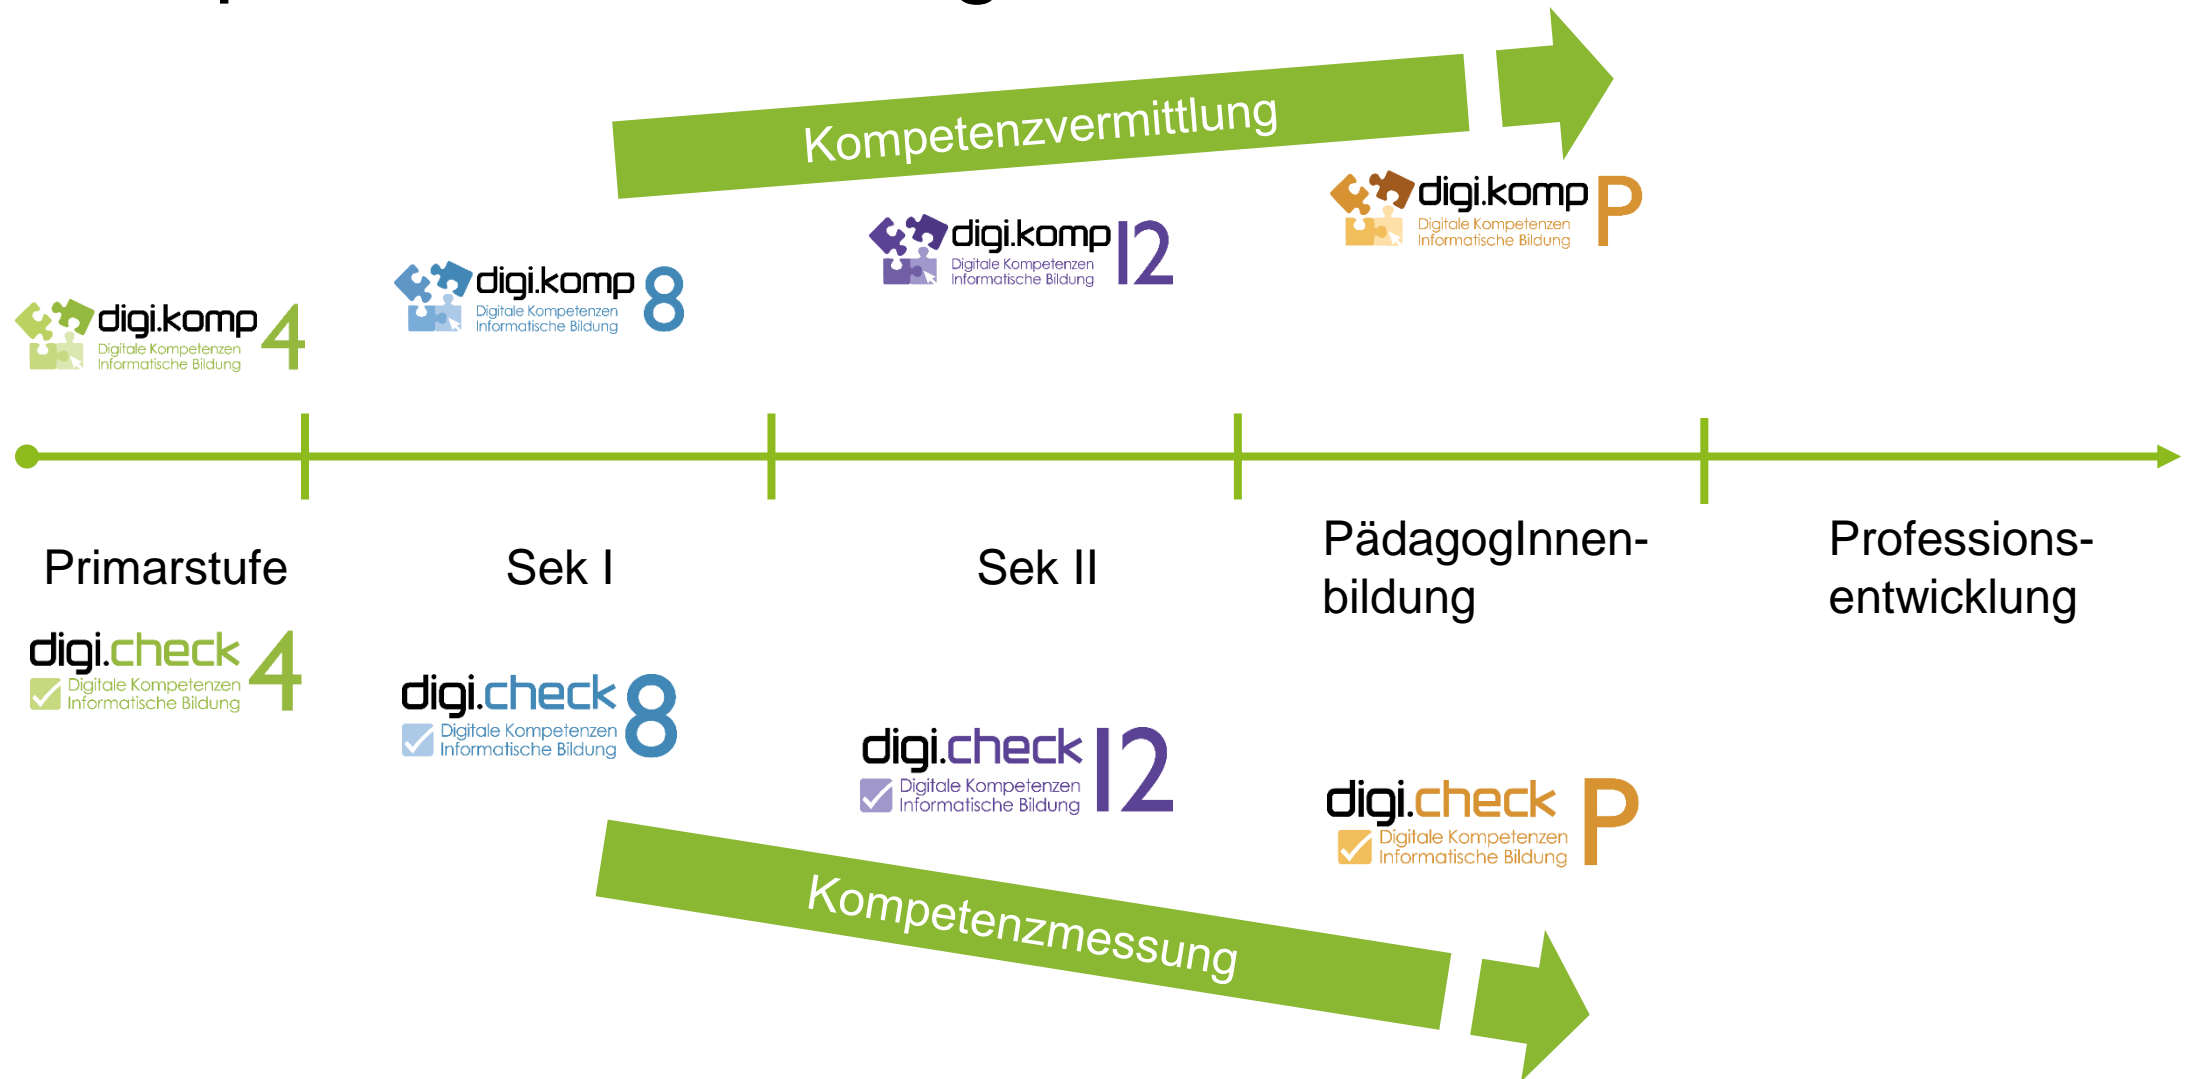 Kompetenzvermittlung
digi.komp P
Digitale Kompetenzen
Informatische Bildung
digi.komp 12
Digitale Kompetenzen
Informatische Bildung
digi.komp 8
Digitale Kompetenzen
Informatische Bildung
digi.komp 4
Digitale Kompetenzen
Informatische Bildung
Primarstufe
Sek I
Sek II
PädagogInnen-
bildung
Professions-
entwicklung
digi.check 4
Digitale Kompetenzen
Informatische Bildung
digi.check 8
Digitale Kompetenzen
Informatische Bildung
digi.check 12
Digitale Kompetenzen
Informatische Bildung
digi.check P
Digitale Kompetenzen
Informatische Bildung
Kompetenzmessung